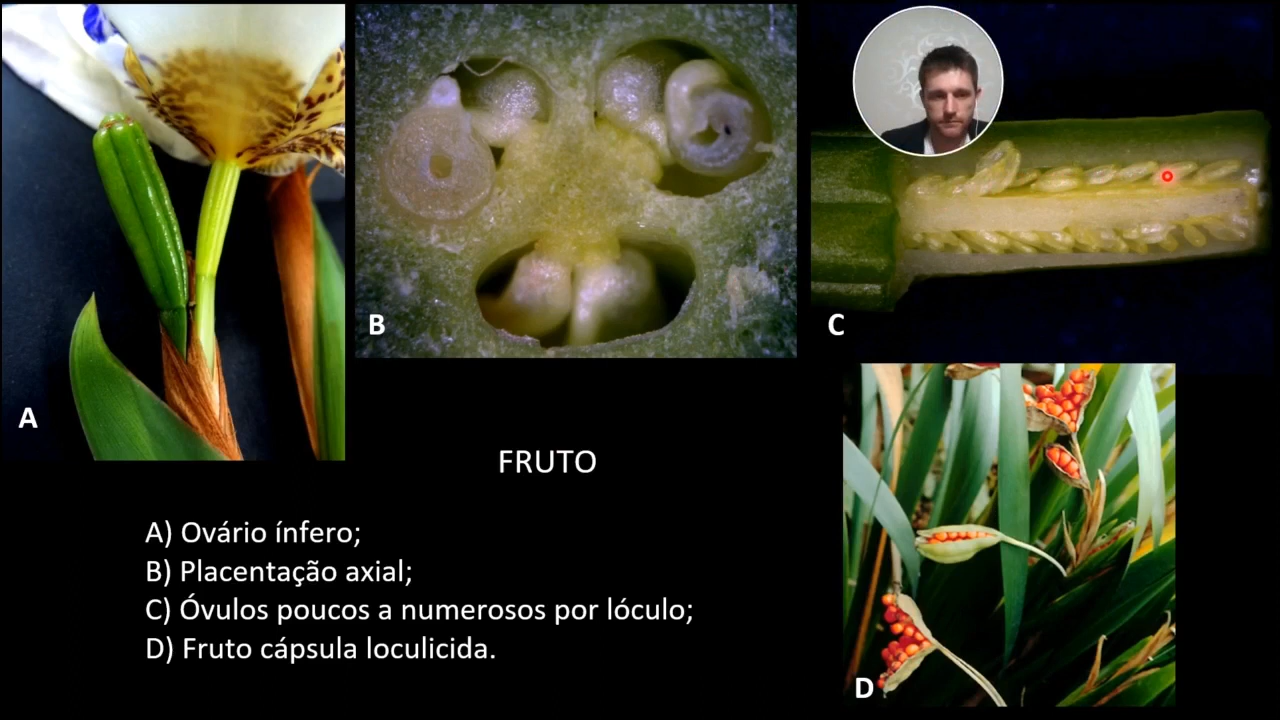 B
C
A
D
FRUTO
A) Ovário ínfero;
B) Placentação axial;
C) Óvulos poucos a numerosos por lóculo;
D) Fruto cápsula loculicida.